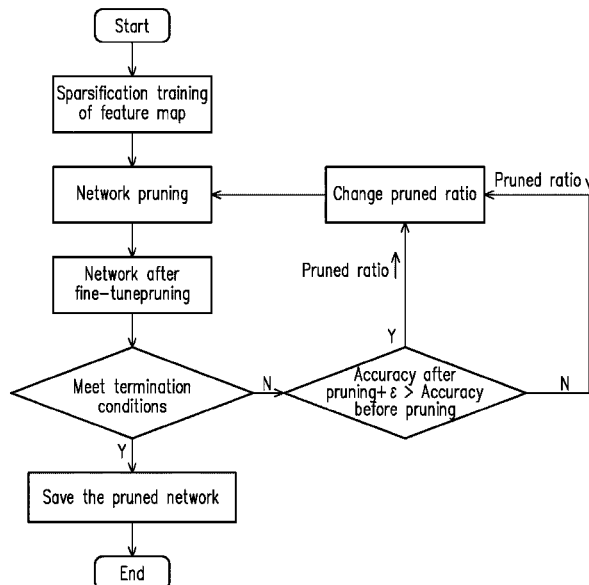 Start
Sparsification training
of feature map
Network pruning
Change pruned ratio
Pruned ratio ↓
Network after
fine-tunepruning
Pruned ratio ↑
Y
Meet termination
conditions
N
Accuracy after
pruning+ ε > Accuracy
before pruning
N
Y
Save the pruned network
End